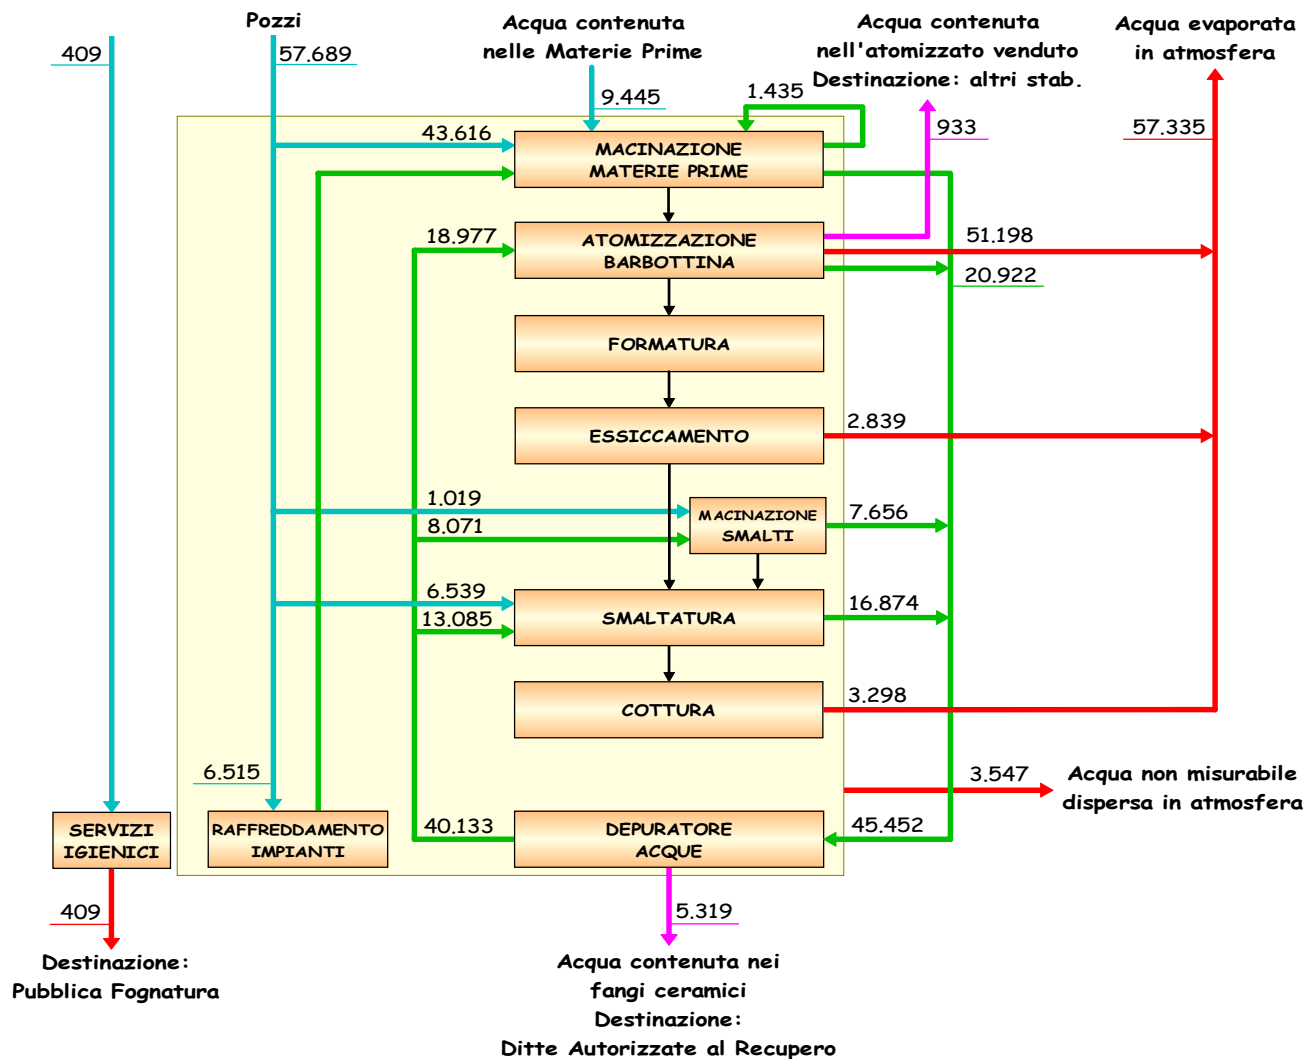 Pozzi
Acqua contenuta
nelle Materie Prime
Acqua contenuta
nell'atomizzato venduto
Destinazione: altri stab.
Acqua evaporata
in atmosfera
409
57.689
9.445
1.435
933
57.335
43.616
MACINAZIONE
MATERIE PRIME
18.977
ATOMIZZAZIONE
BARBOTTINA
51.198
20.922
FORMATURA
ESSICCAMENTO
2.839
1.019
8.071
MACINAZIONE
SMALTI
7.656
6.539
13.085
SMALTATURA
16.874
COTTURA
3.298
6.515
3.547
Acqua non misurabile
dispersa in atmosfera
SERVIZI
IGIENICI
RAFFREDDAMENTO
IMPIANTI
40.133
DEPURATORE
ACQUE
45.452
409
5.319
Destinazione:
Pubblica Fognatura
Acqua contenuta nei
fangi ceramici
Destinazione:
Ditte Autorizzate al Recupero